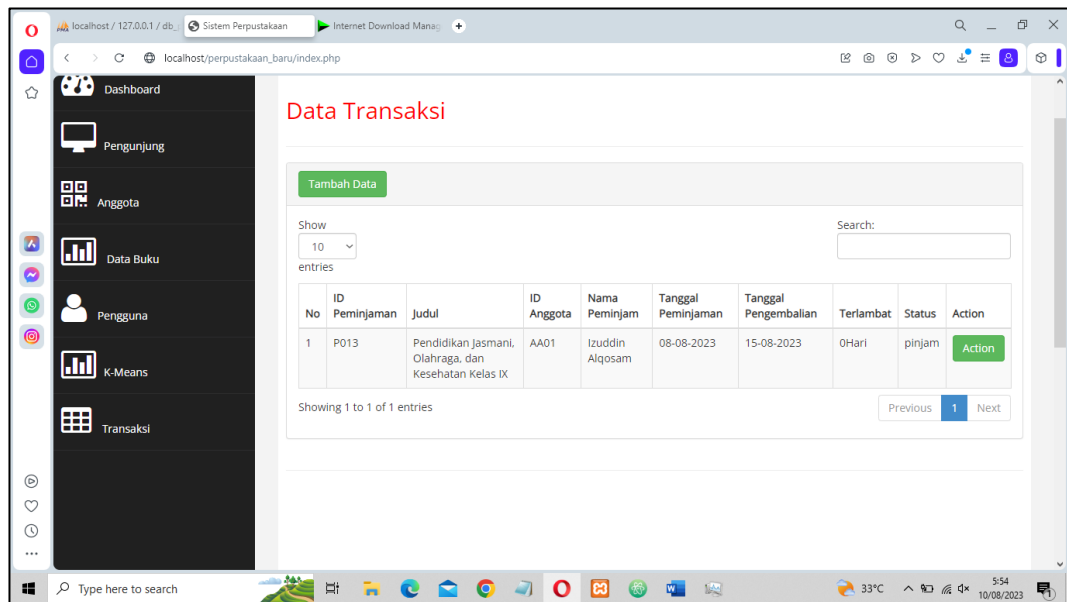 localhost / 127.0.0.1 / db_
Sistem Perpustakaan
Internet Download Manag
localhost/perpustakaan_baru/index.php
Dashboard
Pengunjung
Anggota
Data Buku
Pengguna
K-Means
Transaksi
Data Transaksi
Tambah Data
Show
10
entries
Search:
No ID Peminjaman Judul ID Anggota Nama Peminjam Tanggal Peminjaman Tanggal Pengembalian Terlambat Status Action
1 P013 Pendidikan Jasmani, AA01 Izuddin 08-08-2023 15-08-2023 0Hari pinjam Action
Olahraga, dan Alqosam
Kesehatan Kelas IX
Showing 1 to 1 of 1 entries
Previous 1 Next
Type here to search
33°C
5:54
10/08/2023